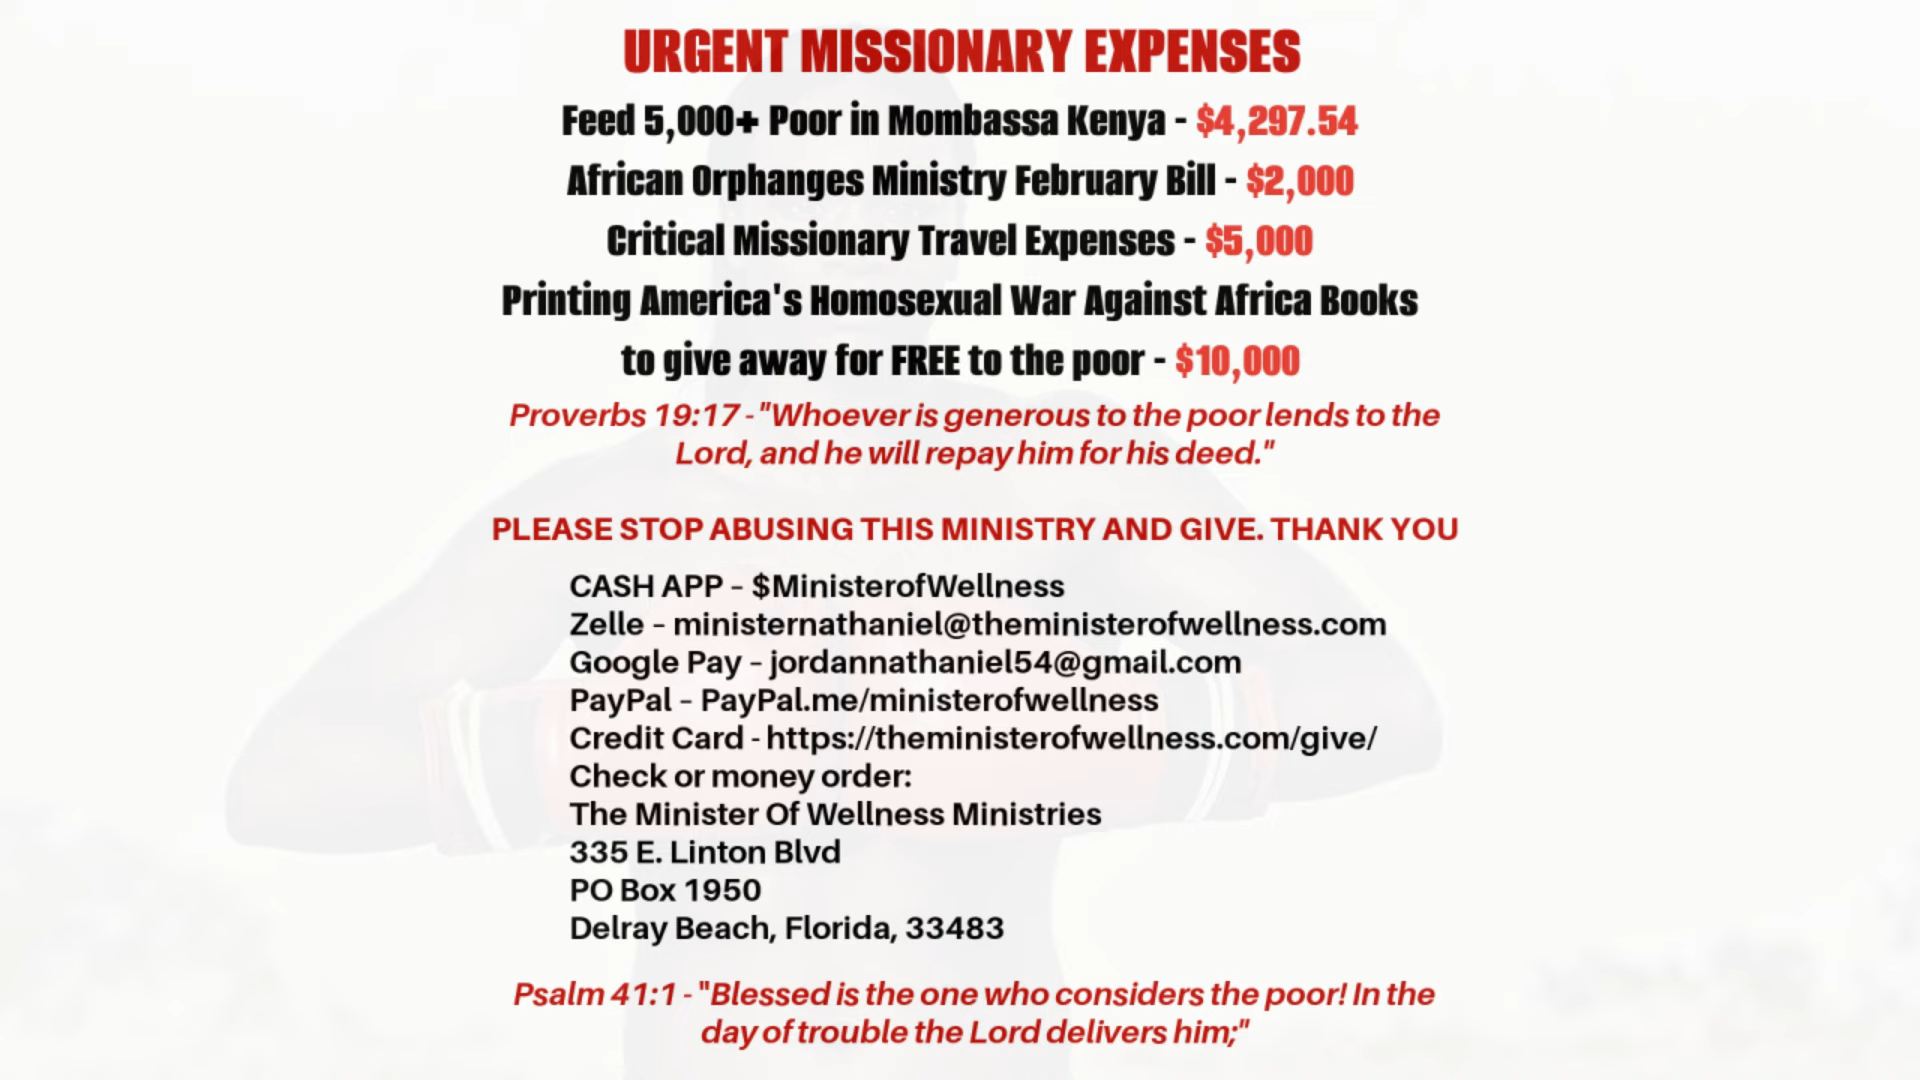 URGENT MISSIONARY EXPENSES
Feed 5,000+ Poor in Mombassa Kenya - $4,297.54
African Orphanges Ministry February Bill - $2,000
Critical Missionary Travel Expenses - $5,000
Printing America's Homosexual War Against Africa Books
to give away for FREE to the poor - $10,000
Proverbs 19:17 - "Whoever is generous to the poor lends to the
Lord, and he will repay him for his deed."
PLEASE STOP ABUSING THIS MINISTRY AND GIVE. THANK YOU
CASH APP – $MinisterofWellness
Zelle – ministernathaniel@theministerofwellness.com
Google Pay – jordannathaniel54@gmail.com
PayPal – PayPal.me/ministerofwellness
Credit Card - https://theministerofwellness.com/give/
Check or money order:
The Minister Of Wellness Ministries
335 E. Linton Blvd
PO Box 1950
Delray Beach, Florida, 33483
Psalm 41:1 - "Blessed is the one who considers the poor! In the
day of trouble the Lord delivers him;"